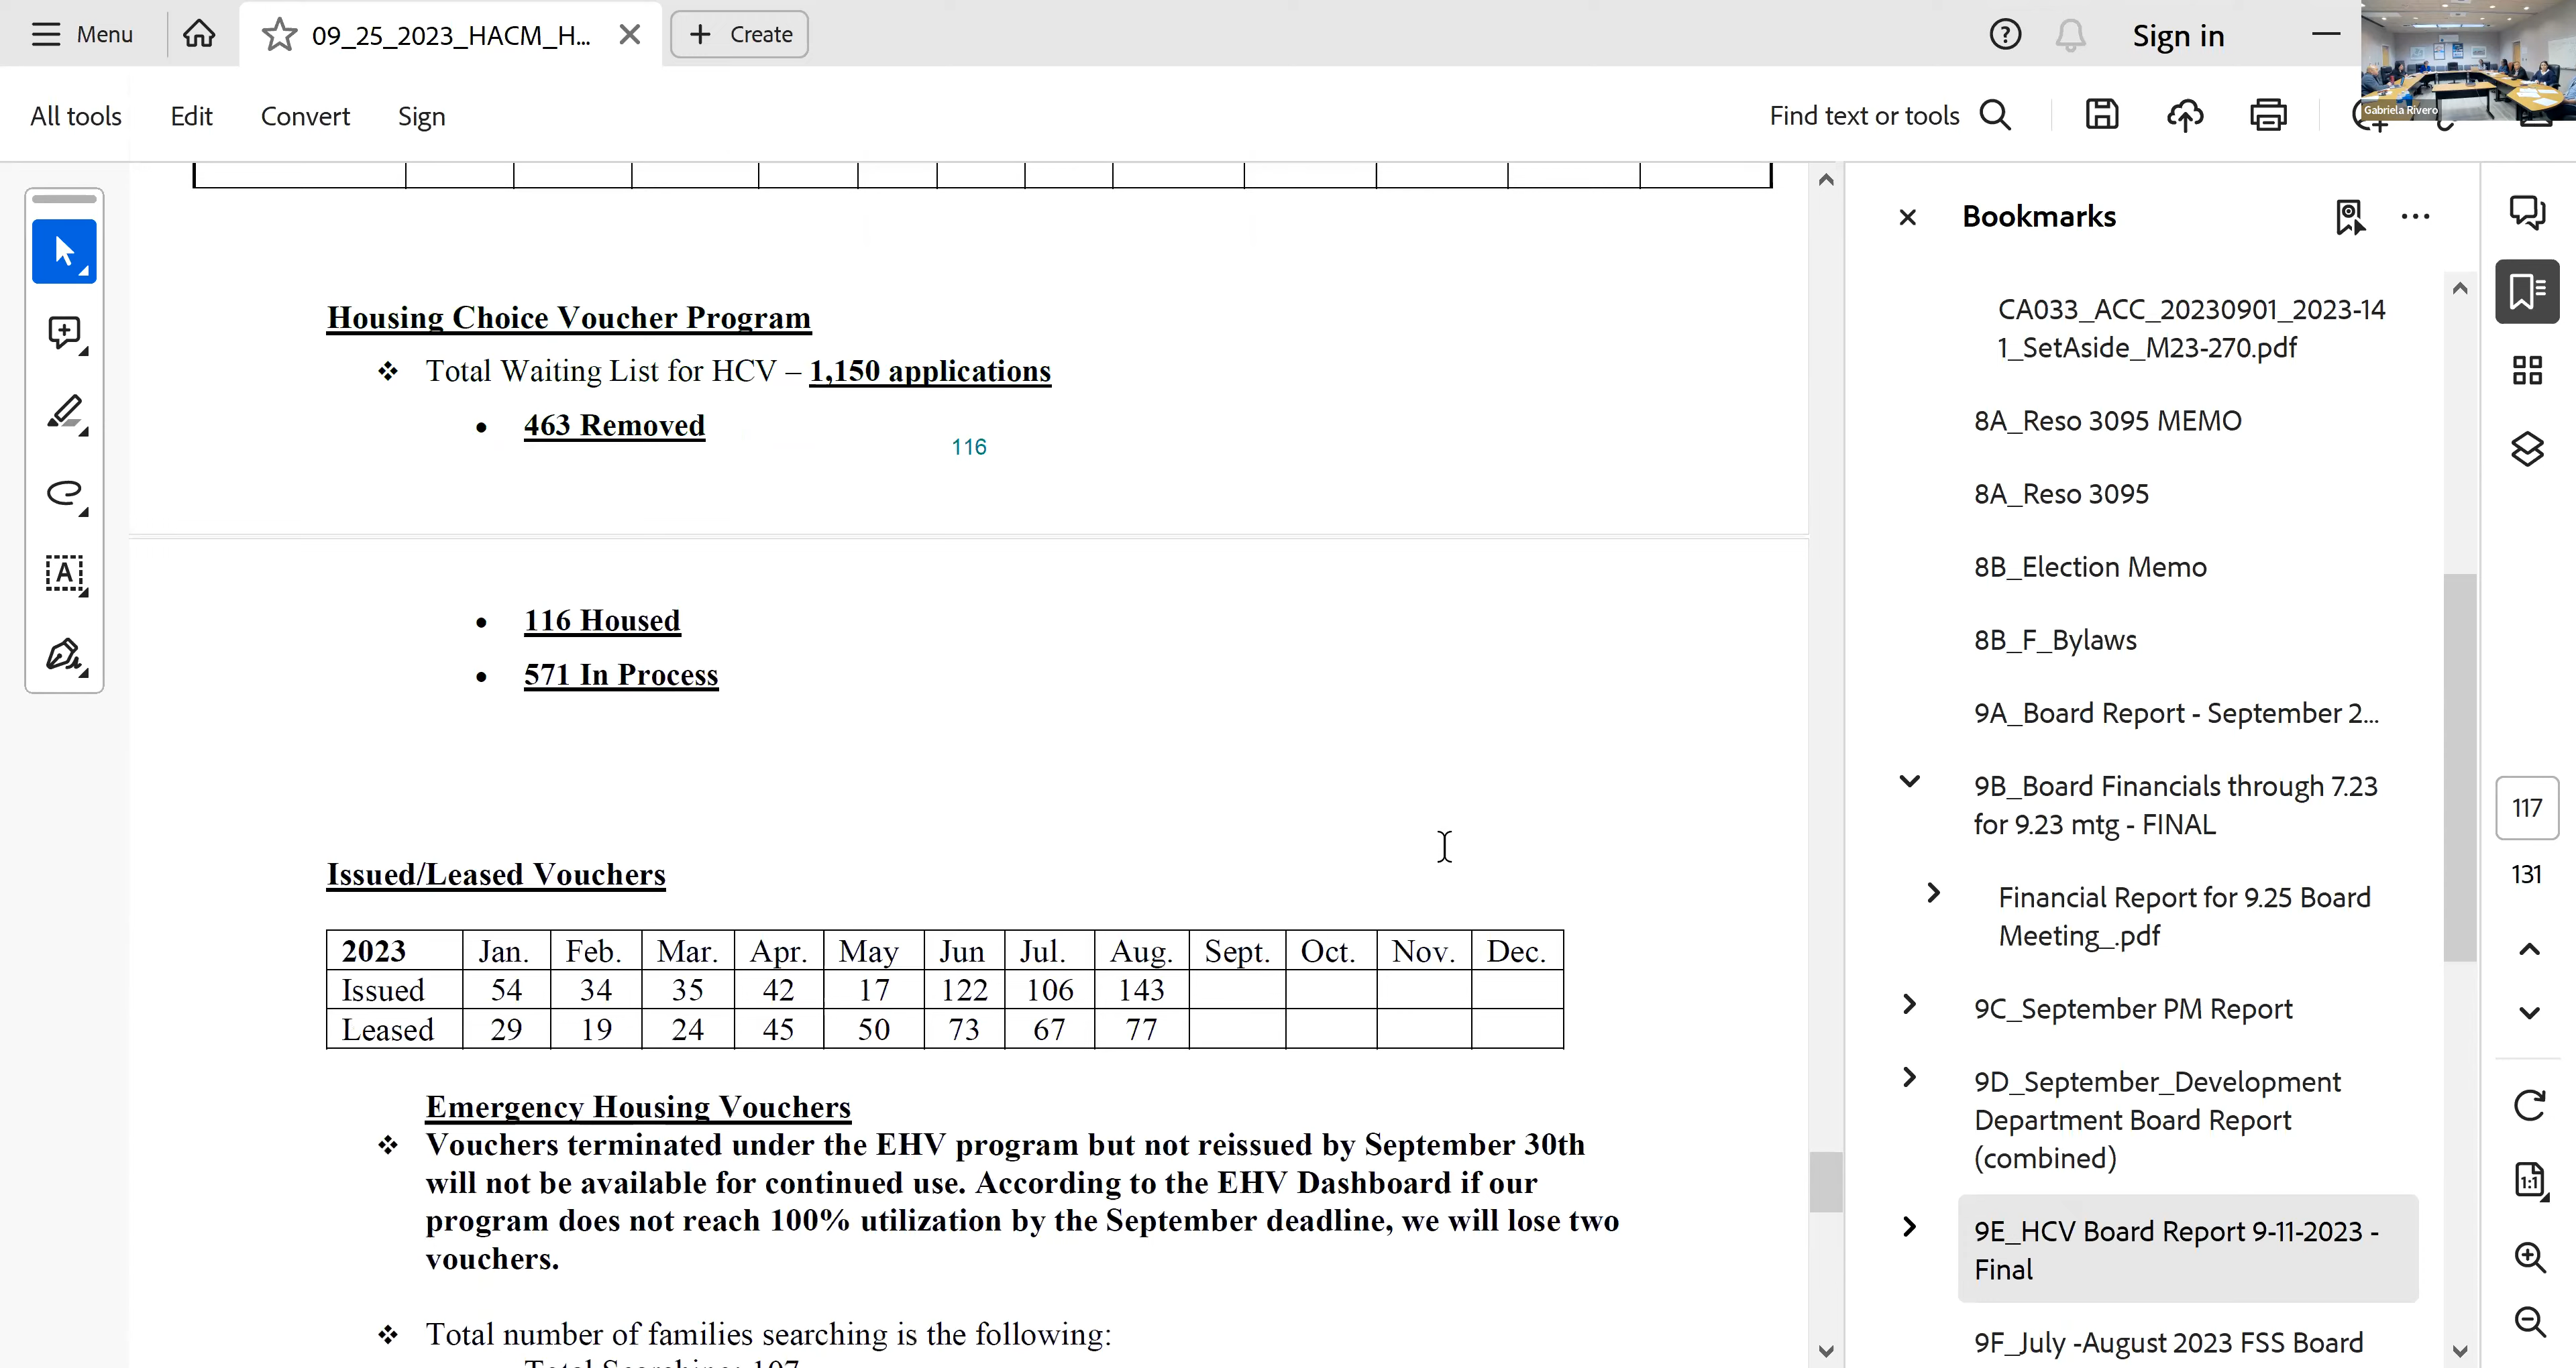 Menu
09_25_2023_HACM_H...
Create
Sign in
Gabriela Rivero
All tools
Edit
Convert
Sign
Find text or tools
Housing Choice Voucher Program
❖ Total Waiting List for HCV – 1,150 applications
• 463 Removed
116
• 116 Housed
• 571 In Process
Issued/Leased Vouchers
2023 Jan. Feb. Mar. Apr. May Jun Jul. Aug. Sept. Oct. Nov. Dec.
Issued 54 34 35 42 17 122 106 143
Leased 29 19 24 45 50 73 67 77
Emergency Housing Vouchers
❖ Vouchers terminated under the EHV program but not reissued by September 30th
will not be available for continued use. According to the EHV Dashboard if our
program does not reach 100% utilization by the September deadline, we will lose two
vouchers.
❖ Total number of families searching is the following:
Total Searching: 107
Bookmarks
CA033_ACC_20230901_2023-14
1_SetAside_M23-270.pdf
8A_Reso 3095 MEMO
8A_Reso 3095
8B_Election Memo
8B_F_Bylaws
9A_Board Report - September 2...
9B_Board Financials through 7.23
for 9.23 mtg - FINAL
Financial Report for 9.25 Board
Meeting_.pdf
9C_September PM Report
9D_September_Development
Department Board Report
(combined)
9E_HCV Board Report 9-11-2023 -
Final
9F_July -August 2023 FSS Board
117
131
1:1